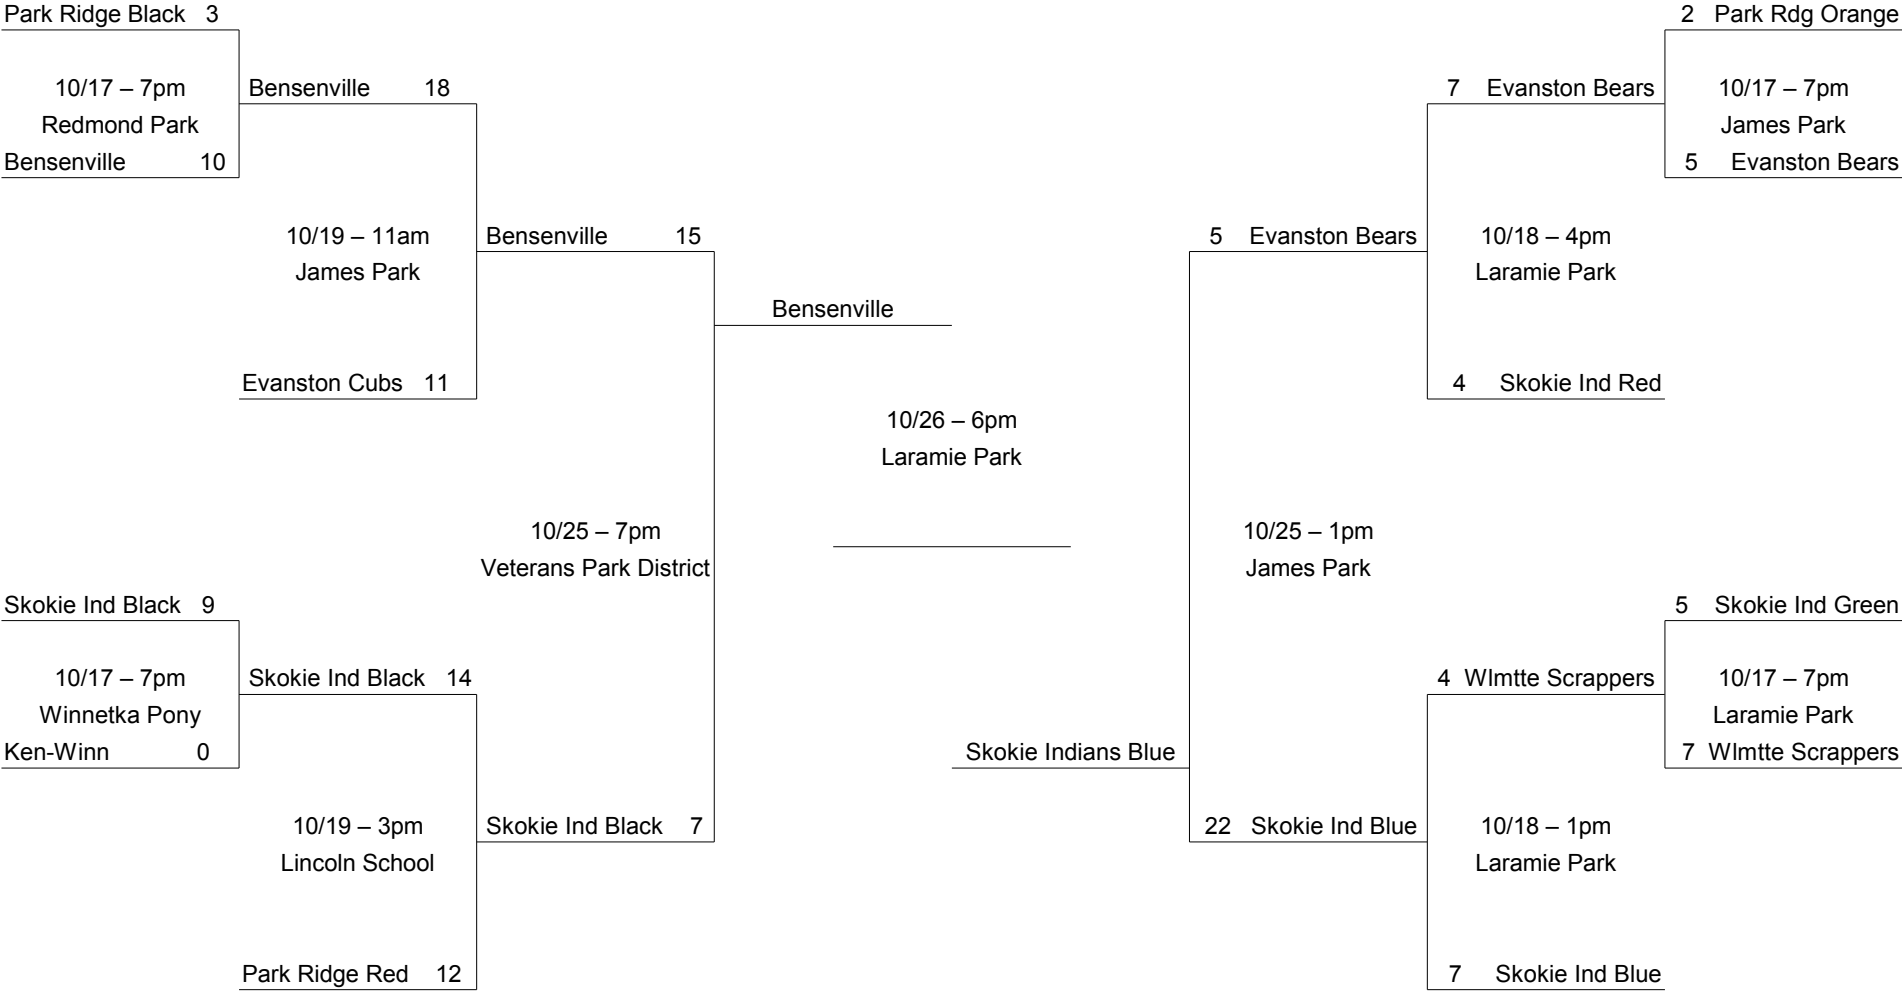 Park Ridge Black 3
2 Park Rdg Orange
10/17 – 7pm
Redmond Park
Bensenville 10
Bensenville 18
7 Evanston Bears
10/17 – 7pm
James Park
5 Evanston Bears
10/19 – 11am
James Park
Bensenville 15
5 Evanston Bears
10/18 – 4pm
Laramie Park
Bensenville
Evanston Cubs 11
4 Skokie Ind Red
10/26 – 6pm
Laramie Park
10/25 – 7pm
Veterans Park District
10/25 – 1pm
James Park
Skokie Ind Black 9
5 Skokie Ind Green
10/17 – 7pm
Winnetka Pony
Ken-Winn 0
Skokie Ind Black 14
4 Wlmtte Scrappers
10/17 – 7pm
Laramie Park
7 Wlmtte Scrappers
Skokie Indians Blue
10/19 – 3pm
Lincoln School
Skokie Ind Black 7
22 Skokie Ind Blue
10/18 – 1pm
Laramie Park
Park Ridge Red 12
7 Skokie Ind Blue